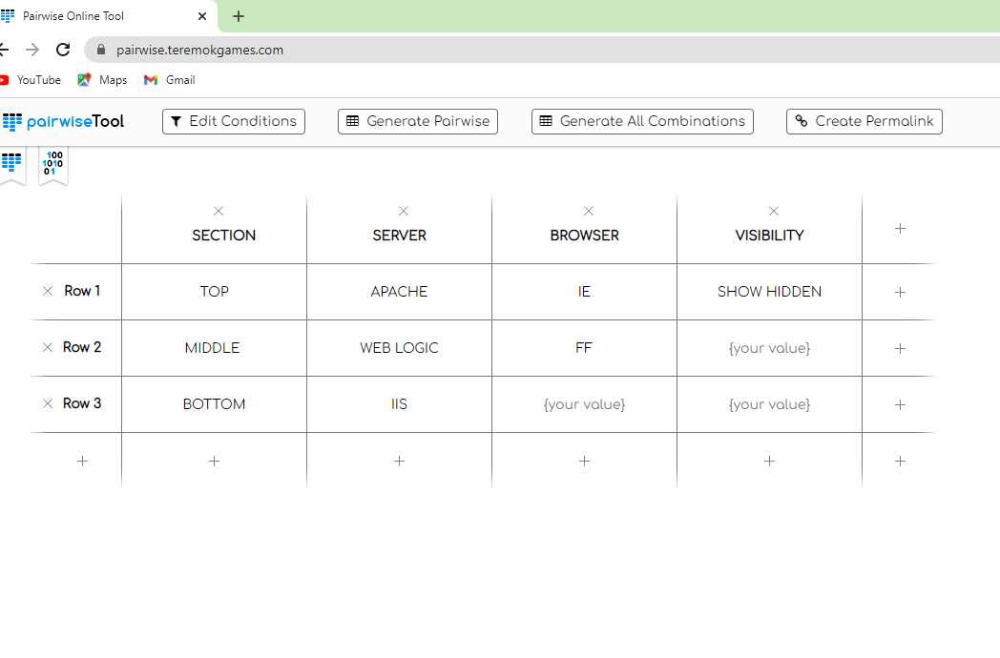 Pairwise Online Tool
pairwise.teremokgames.com
YouTube Maps Gmail
pairwiseTool Edit Conditions Generate Pairwise Generate All Combinations Create Permalink
100
1010
01
SECTION SERVER BROWSER VISIBILITY
Row 1 TOP APACHE IE SHOW HIDDEN
Row 2 MIDDLE WEB LOGIC FF {your value}
Row 3 BOTTOM IIS {your value} {your value}